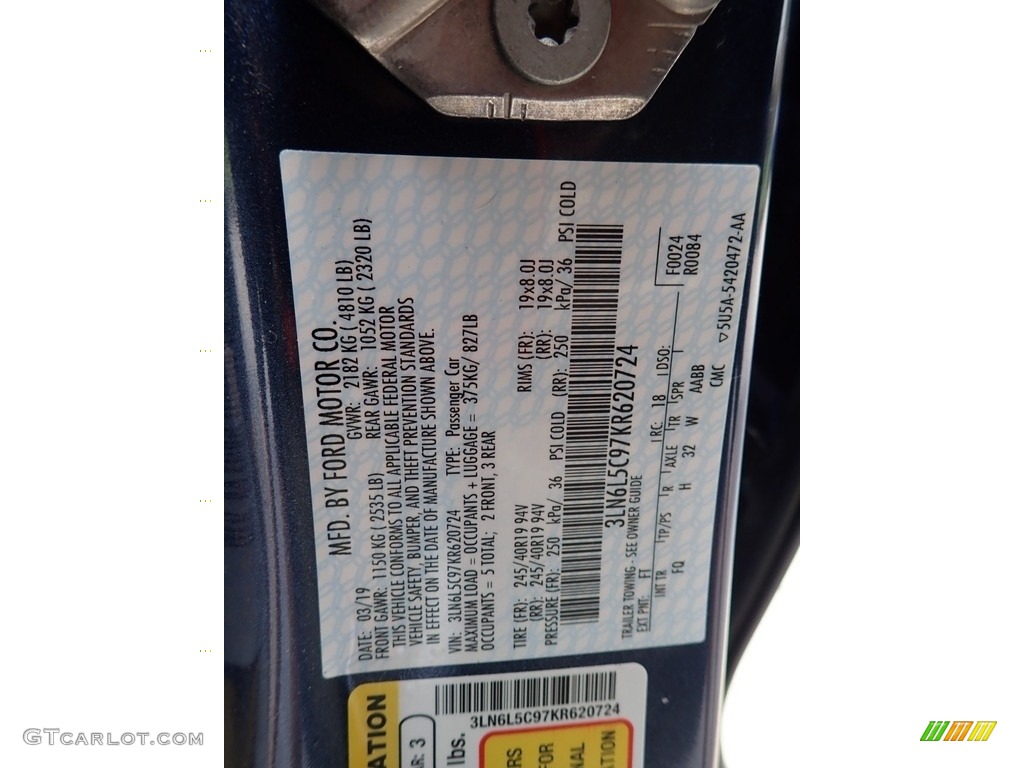 MFD. BY FORD MOTOR CO.
DATE: 03/19 GVWR: 2182 KG ( 4810 LB)
FRONT GAWR: 1150 KG ( 2535 LB) REAR GAWR: 1052 KG ( 2320 LB)
THIS VEHICLE CONFORMS TO ALL APPLICABLE FEDERAL MOTOR
VEHICLE SAFETY, BUMPER, AND THEFT PREVENTION STANDARDS
IN EFFECT ON THE DATE OF MANUFACTURE SHOWN ABOVE.
VIN: 3LN6L5C97KR620724 TYPE: Passenger Car
MAXIMUM LOAD = OCCUPANTS + LUGGAGE = 375KG/ 827LB
OCCUPANTS = 5 TOTAL; 2 FRONT, 3 REAR
TIRE (FR): 245/40R19 94V RIMS (FR): 19x8.0J
(RR): 245/40R19 94V (RR): 19x8.0J
PRESSURE (FR): 250 kPa/ 36 PSI COLD (RR): 250 kPa/ 36 PSI COLD
3LN6L5C97KR620724
TRAILER TOWING - SEE OWNER GUIDE
EXT PNT: FT RC: 18 DSO: F0024
R0084
INT TR TP/PS R AXLE TR SPR
FQ H 32 W AABB
CMC
▽5U5A-5420472-AA
ATION
AR: 3
lbs.
3LN6L5C97KR620724
RS
FOR
NAL
ATION
GTCarLot.com